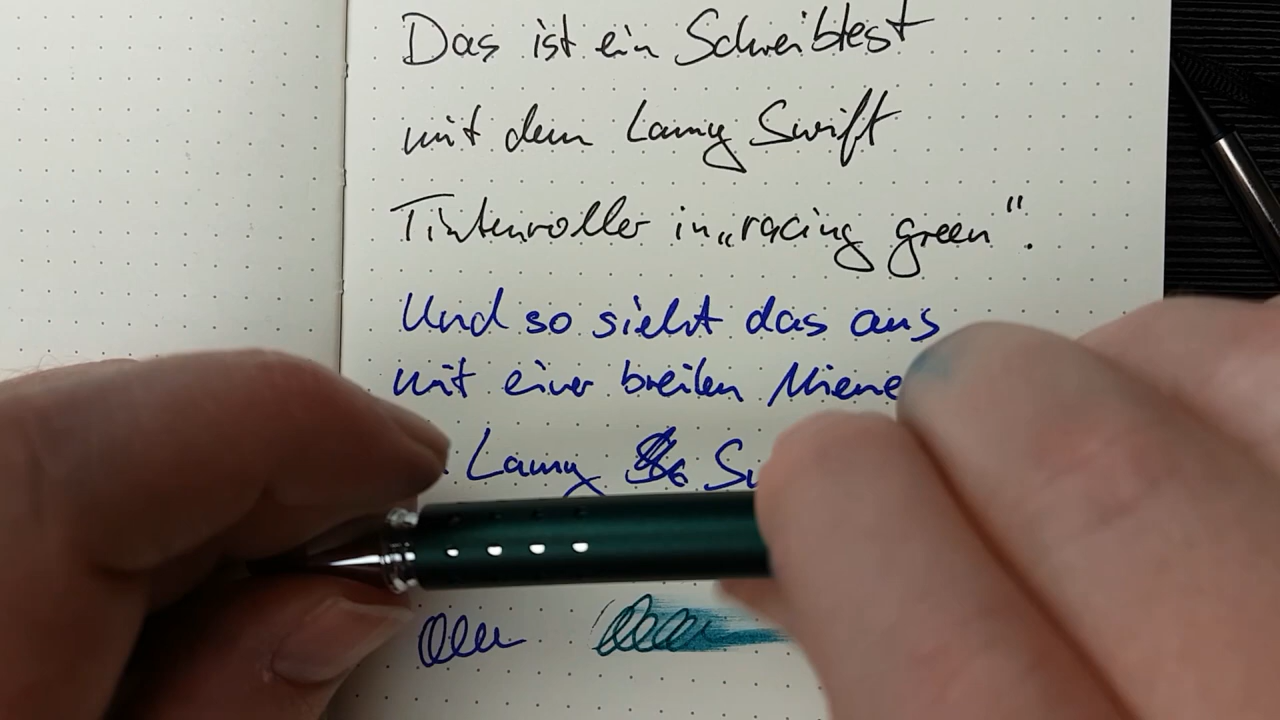 Das ist ein Schreibtest
mit dem Lamy Swift
Tintenroller in „racing green“.
Und so sieht das aus
mit einer breiten Miene
Lamy